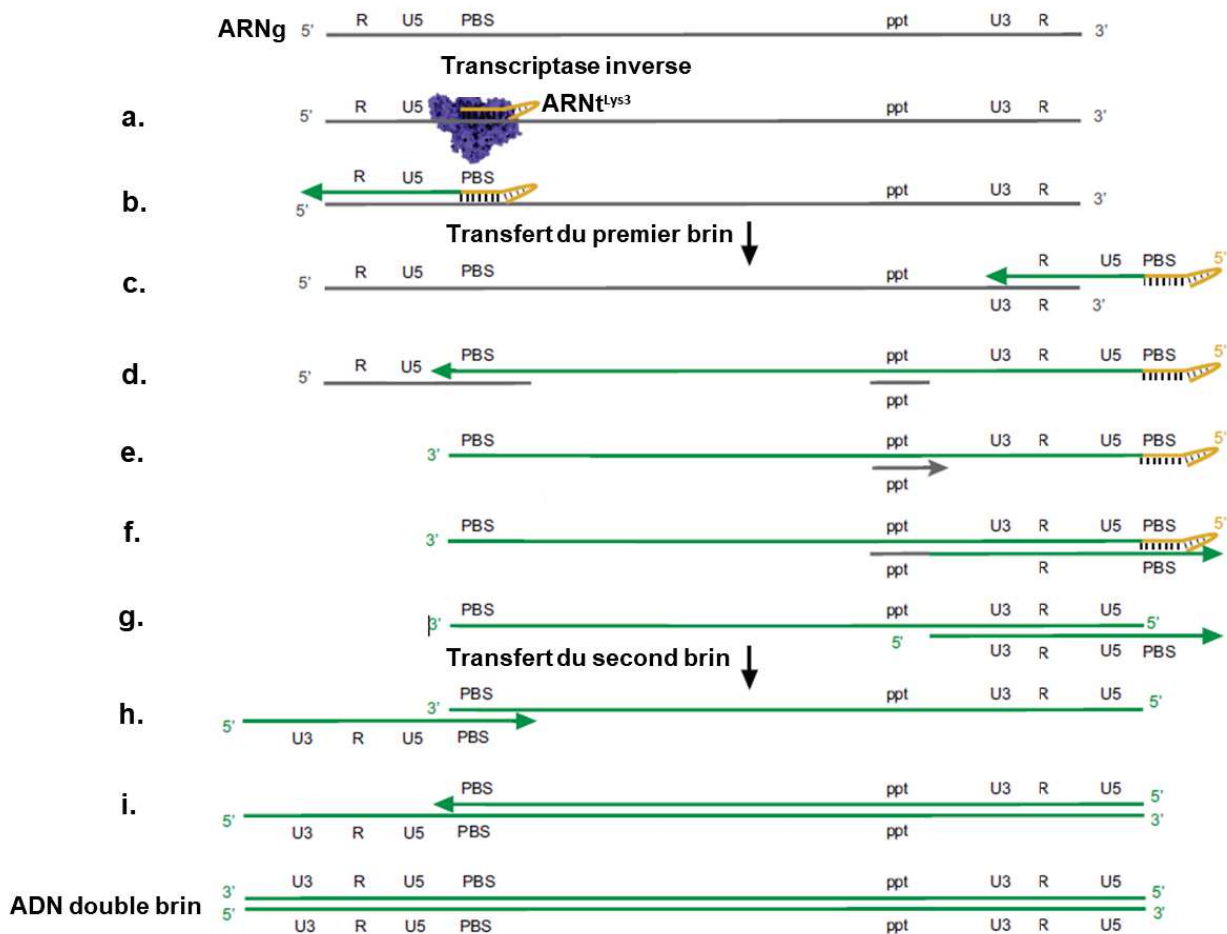 R U5 PBS ppt U3 R
ARNg 5' 3'
Transcriptase inverse
ARNt^Lys3
a. 5' R U5 ppt U3 R 3'
R U5 PBS ppt U3 R
b. 5' 3'
Transfert du premier brin
R U5 PBS ppt R U5 PBS 5'
c. 5'
U3 R 3'
PBS ppt U3 R U5 PBS 5'
d. 5' R U5
ppt
PBS ppt U3 R U5 PBS 5'
e. 3'
ppt
PBS ppt U3 R U5 PBS 5'
f. 3'
ppt R PBS
PBS ppt U3 R U5
g. 3' 5'
5' U3 R U5 PBS
Transfert du second brin
PBS ppt U3 R U5
h. 3' 5'
5'
U3 R U5 PBS
PBS ppt U3 R U5 5'
i. 5' 3'
U3 R U5 PBS ppt
U3 R U5 PBS ppt U3 R U5
3' 5'
ADN double brin 5' 3'
U3 R U5 PBS ppt U3 R U5